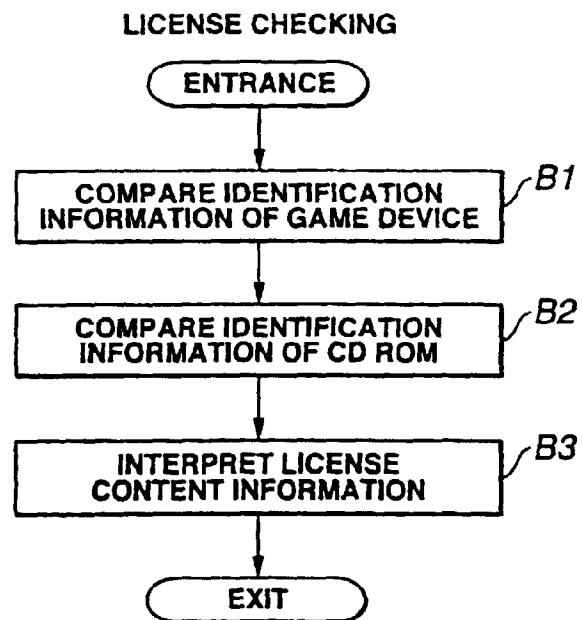 LICENSE CHECKING
ENTRANCE
COMPARE IDENTIFICATION
INFORMATION OF GAME DEVICE
B1
COMPARE IDENTIFICATION
INFORMATION OF CD ROM
B2
INTERPRET LICENSE
CONTENT INFORMATION
B3
EXIT